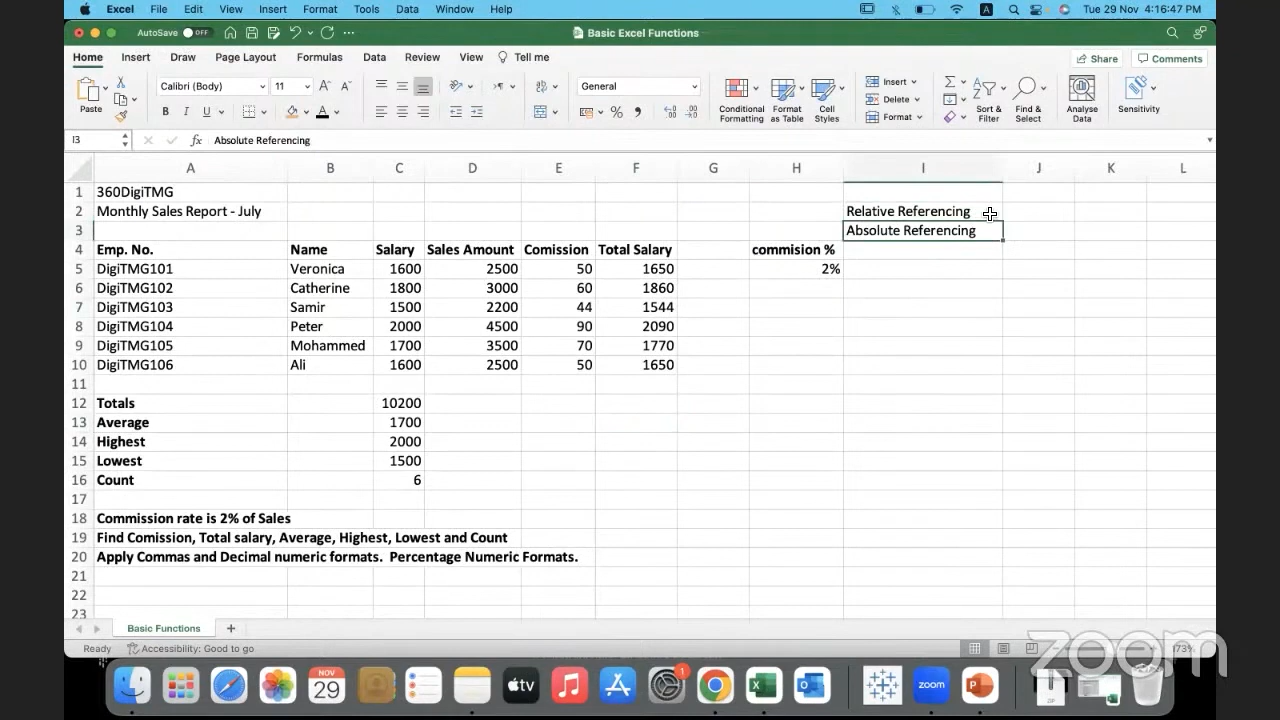 Excel File Edit View Insert Format Tools Data Window Help A Tue 29 Nov 4:16:47 PM
AutoSave OFF Basic Excel Functions
Home Insert Draw Page Layout Formulas Data Review View Tell me Share Comments
Paste Calibri (Body) 11 General Conditional Formatting Format as Table Cell Styles Insert Delete Format Sort & Filter Find & Select Analyse Data Sensitivity
I3 fx Absolute Referencing
A B C D E F G H I J K L
1 360DigiTMG
2 Monthly Sales Report - July Relative Referencing
3 Absolute Referencing
4 Emp. No. Name Salary Sales Amount Comission Total Salary commision %
5 DigiTMG101 Veronica 1600 2500 50 1650 2%
6 DigiTMG102 Catherine 1800 3000 60 1860
7 DigiTMG103 Samir 1500 2200 44 1544
8 DigiTMG104 Peter 2000 4500 90 2090
9 DigiTMG105 Mohammed 1700 3500 70 1770
10 DigiTMG106 Ali 1600 2500 50 1650
11
12 Totals 10200
13 Average 1700
14 Highest 2000
15 Lowest 1500
16 Count 6
17
18 Commission rate is 2% of Sales
19 Find Comission, Total salary, Average, Highest, Lowest and Count
20 Apply Commas and Decimal numeric formats. Percentage Numeric Formats.
21
22
23
Basic Functions +
Ready Accessibility: Good to go 173%
zoom
NOV
29 tv 1 zoom